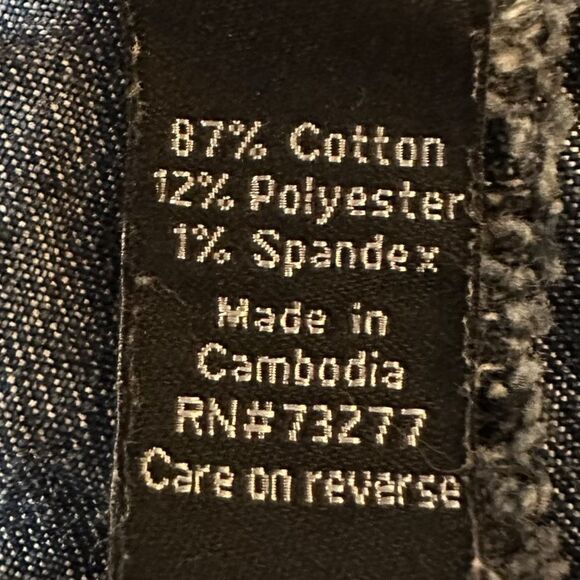 87% Cotton
12% Polyester
1% Spandex
Made in
Cambodia
RN#73277
Care on reverse